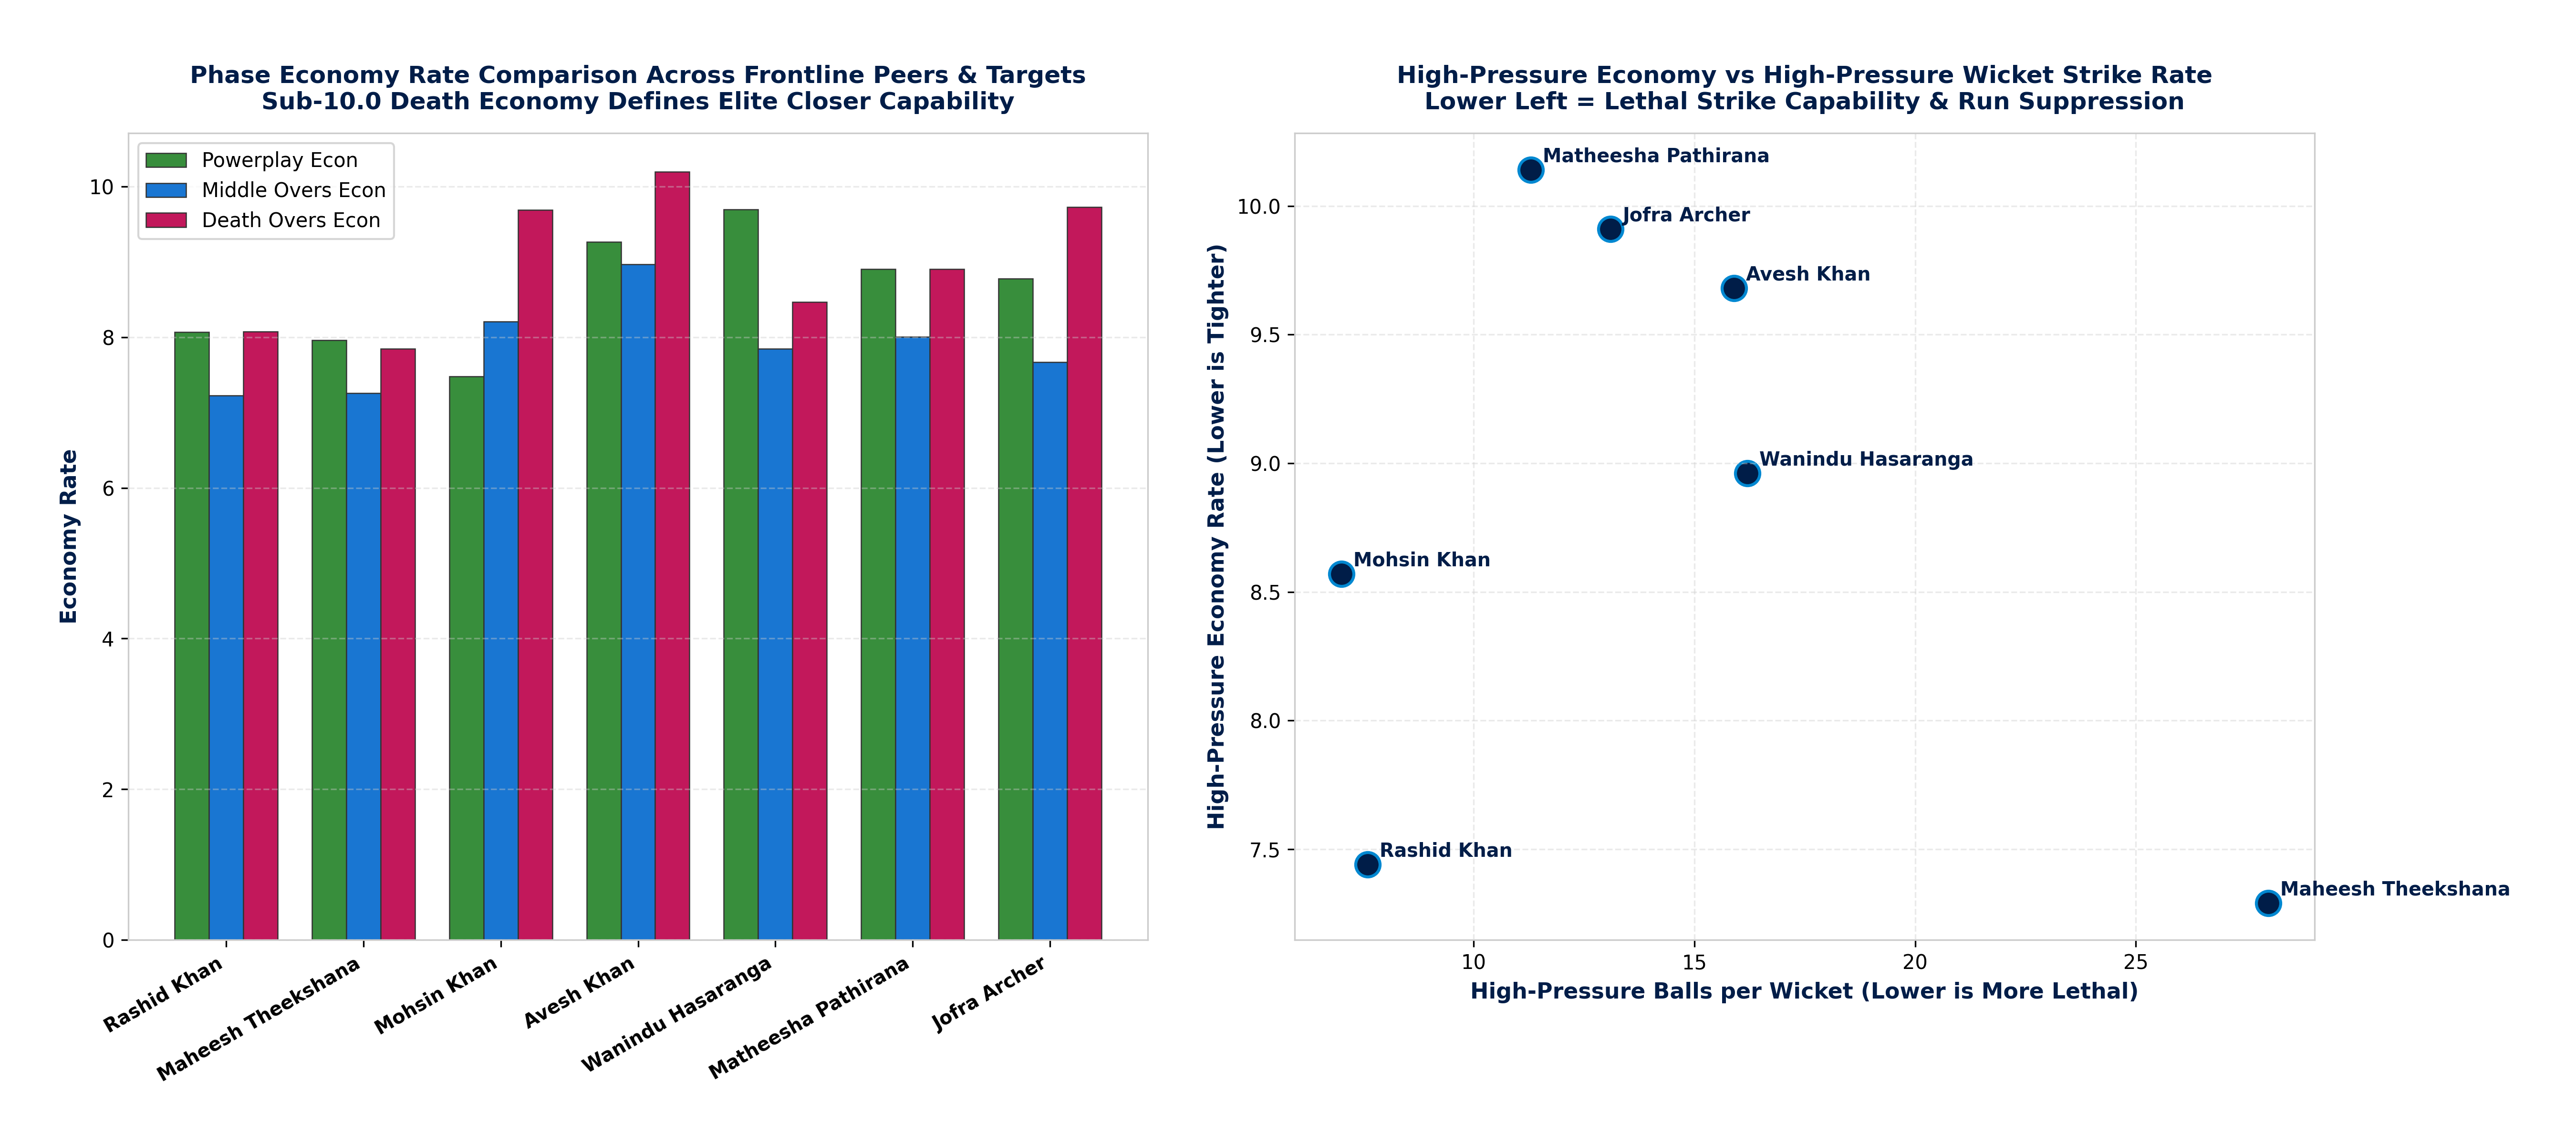 Phase Economy Rate Comparison Across Frontline Peers & Targets
Sub-10.0 Death Economy Defines Elite Closer Capability
Powerplay Econ
Middle Overs Econ
Death Overs Econ
Economy Rate
10
8
6
4
2
0
Rashid Khan
Maheesh Theekshana
Mohsin Khan
Avesh Khan
Wanindu Hasaranga
Matheesha Pathirana
Jofra Archer
High-Pressure Economy vs High-Pressure Wicket Strike Rate
Lower Left = Lethal Strike Capability & Run Suppression
High-Pressure Economy Rate (Lower is Tighter)
10.0
9.5
9.0
8.5
8.0
7.5
Matheesha Pathirana
Jofra Archer
Avesh Khan
Wanindu Hasaranga
Mohsin Khan
Rashid Khan
Maheesh Theekshana
10
15
20
25
High-Pressure Balls per Wicket (Lower is More Lethal)